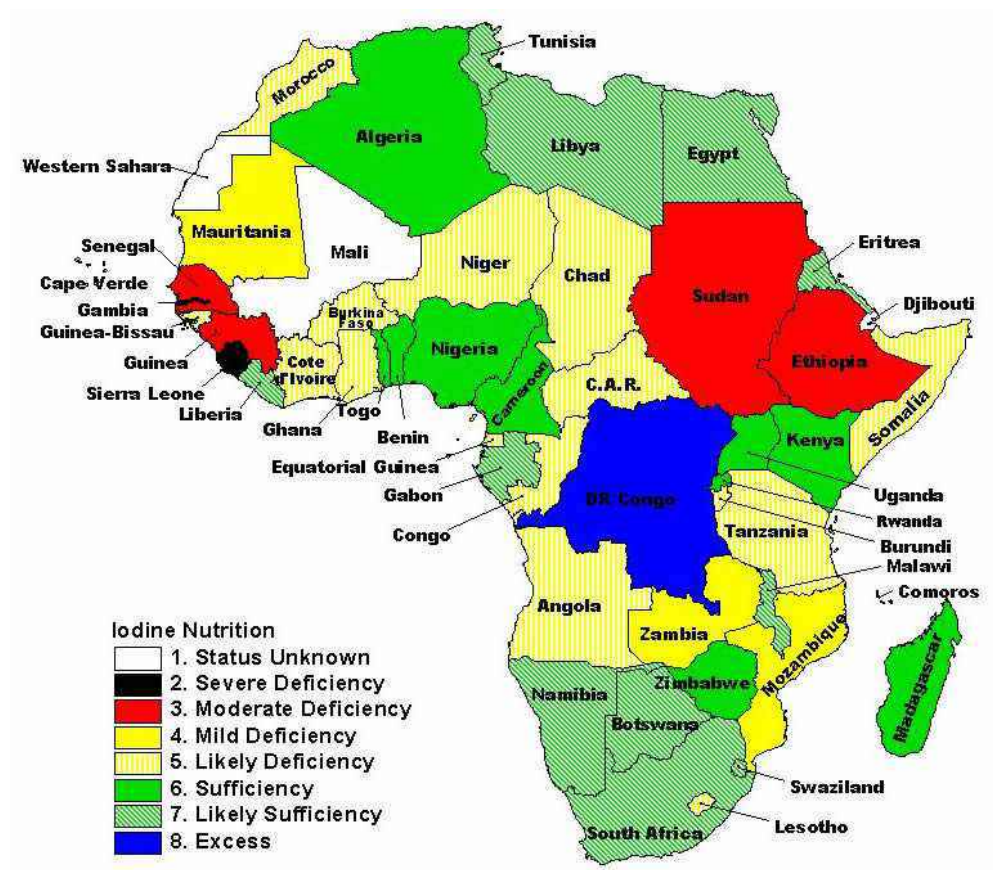 Tunisia
Morocco
Algeria
Libya
Egypt
Western Sahara
Mauritania
Mali
Niger
Chad
Sudan
Eritrea
Senegal
Cape Verde
Gambia
Guinea-Bissau
Guinea
Sierra Leone
Liberia
Burkina
Faso
Cote
d'Ivoire
Ghana
Togo
Benin
Nigeria
Cameroon
C.A.R.
Djibouti
Ethiopia
Somalia
Equatorial Guinea
Gabon
Congo
DR Congo
Kenya
Uganda
Rwanda
Burundi
Tanzania
Malawi
Comoros
Angola
Zambia
Mozambique
Madagascar
Namibia
Zimbabwe
Botswana
Swaziland
South Africa
Lesotho
Iodine Nutrition
1. Status Unknown
2. Severe Deficiency
3. Moderate Deficiency
4. Mild Deficiency
5. Likely Deficiency
6. Sufficiency
7. Likely Sufficiency
8. Excess